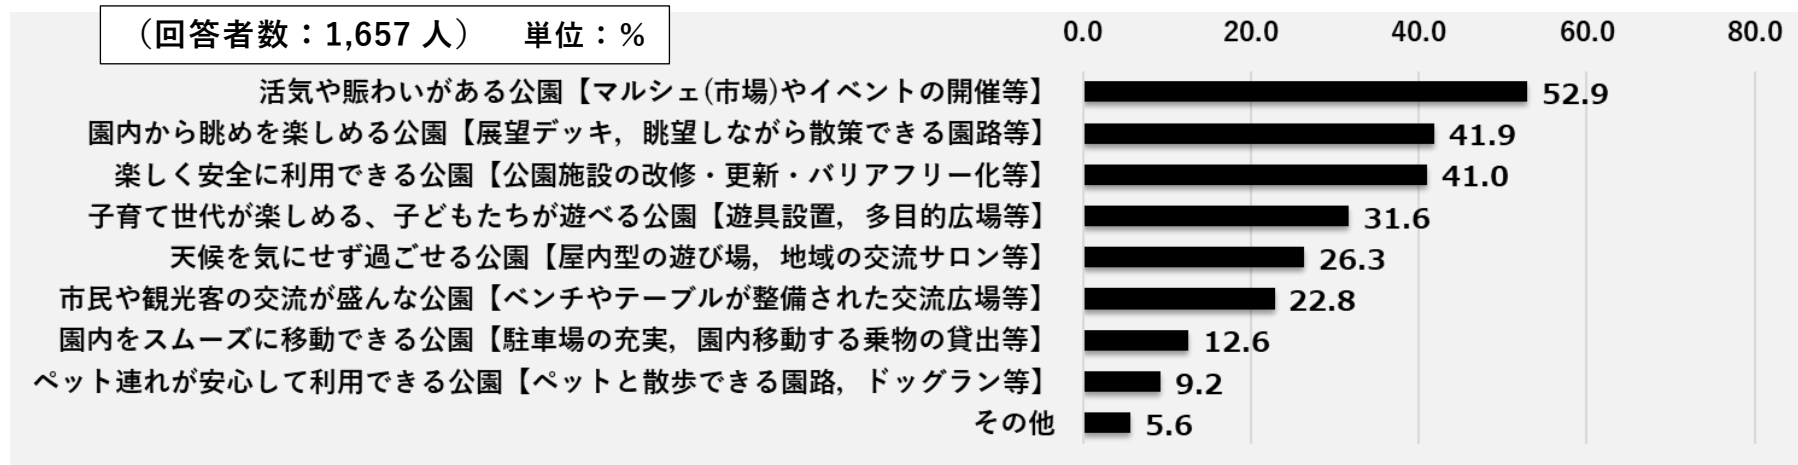 （回答者数：1,657 人） 単位：%
0.0 20.0 40.0 60.0 80.0
活気や賑わいがある公園【マルシェ(市場)やイベントの開催等】 52.9
園内から眺めを楽しめる公園【展望デッキ，眺望しながら散策できる園路等】 41.9
楽しく安全に利用できる公園【公園施設の改修・更新・バリアフリー化等】 41.0
子育て世代が楽しめる、子どもたちが遊べる公園【遊具設置，多目的広場等】 31.6
天候を気にせず過ごせる公園【屋内型の遊び場，地域の交流サロン等】 26.3
市民や観光客の交流が盛んな公園【ベンチやテーブルが整備された交流広場等】 22.8
園内をスムーズに移動できる公園【駐車場の充実，園内移動する乗物の貸出等】 12.6
ペット連れが安心して利用できる公園【ペットと散歩できる園路，ドッグラン等】 9.2
その他 5.6